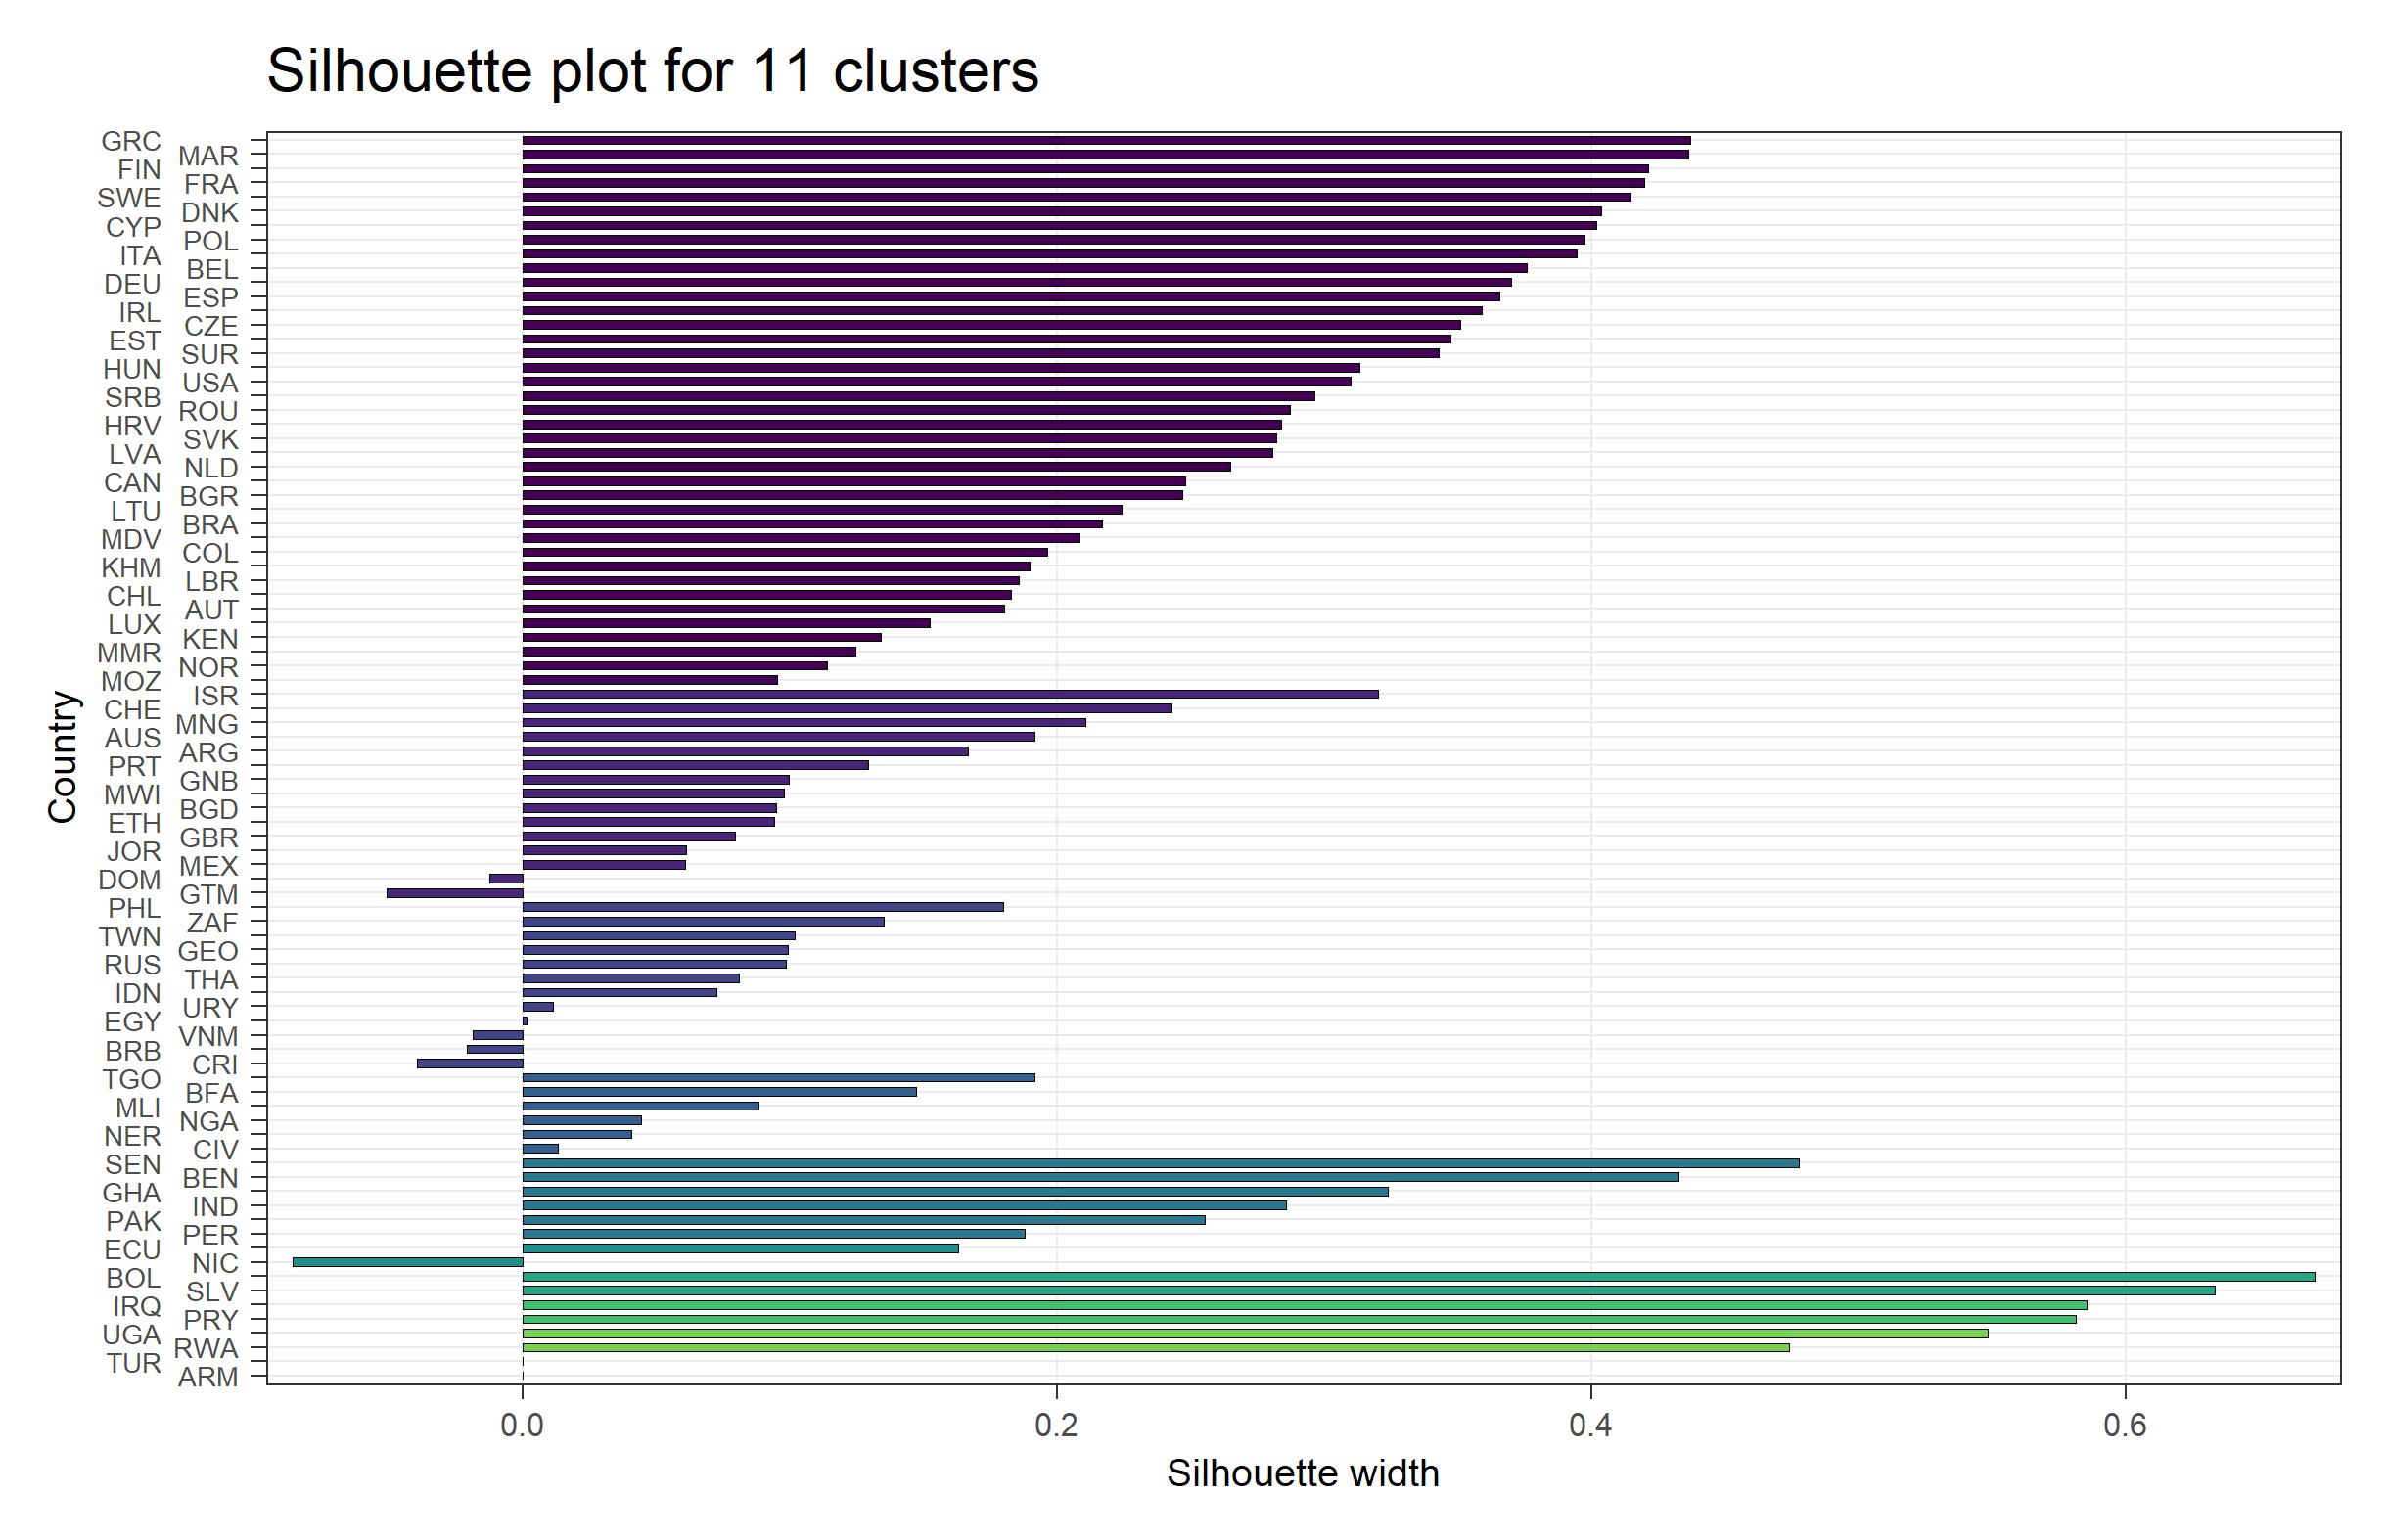 Silhouette plot for 11 clusters
Country
GRC
MAR
FIN
FRA
SWE
DNK
CYP
POL
ITA
BEL
DEU
ESP
IRL
CZE
EST
SUR
HUN
USA
SRB
ROU
HRV
SVK
LVA
NLD
CAN
BGR
LTU
BRA
MDV
COL
KHM
LBR
CHL
AUT
LUX
KEN
MMR
NOR
MOZ
ISR
CHE
MNG
AUS
ARG
PRT
GNB
MWI
BGD
ETH
GBR
JOR
MEX
DOM
GTM
PHL
ZAF
TWN
GEO
RUS
THA
IDN
URY
EGY
VNM
BRB
CRI
TGO
BFA
MLI
NGA
NER
CIV
SEN
BEN
GHA
IND
PAK
PER
ECU
NIC
BOL
SLV
IRQ
PRY
UGA
RWA
TUR
ARM
0.0 0.2 0.4 0.6
Silhouette width